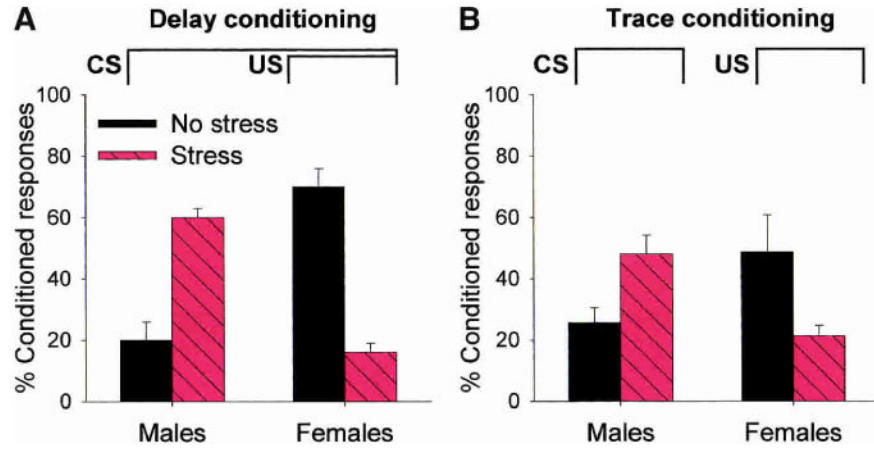 A Delay conditioning
CS US
% Conditioned responses
100
80
60
40
20
0
No stress
Stress
Males Females
B Trace conditioning
CS US
% Conditioned responses
100
80
60
40
20
0
Males Females